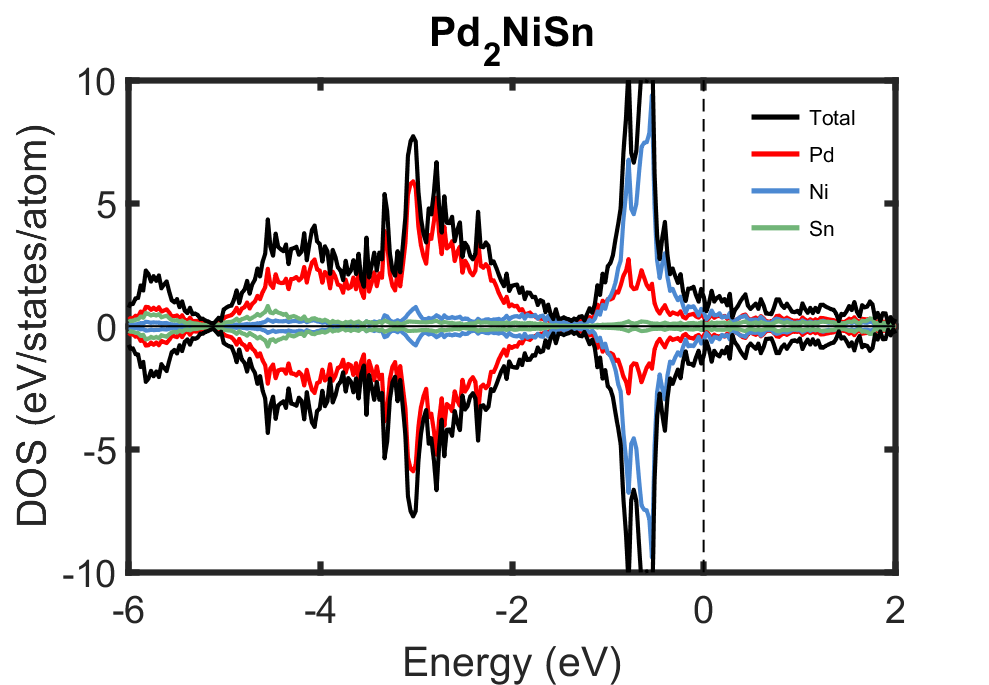 Pd2NiSn
DOS (eV/states/atom)
10
5
0
-5
-10
Total
Pd
Ni
Sn
-6 -4 -2 0 2
Energy (eV)